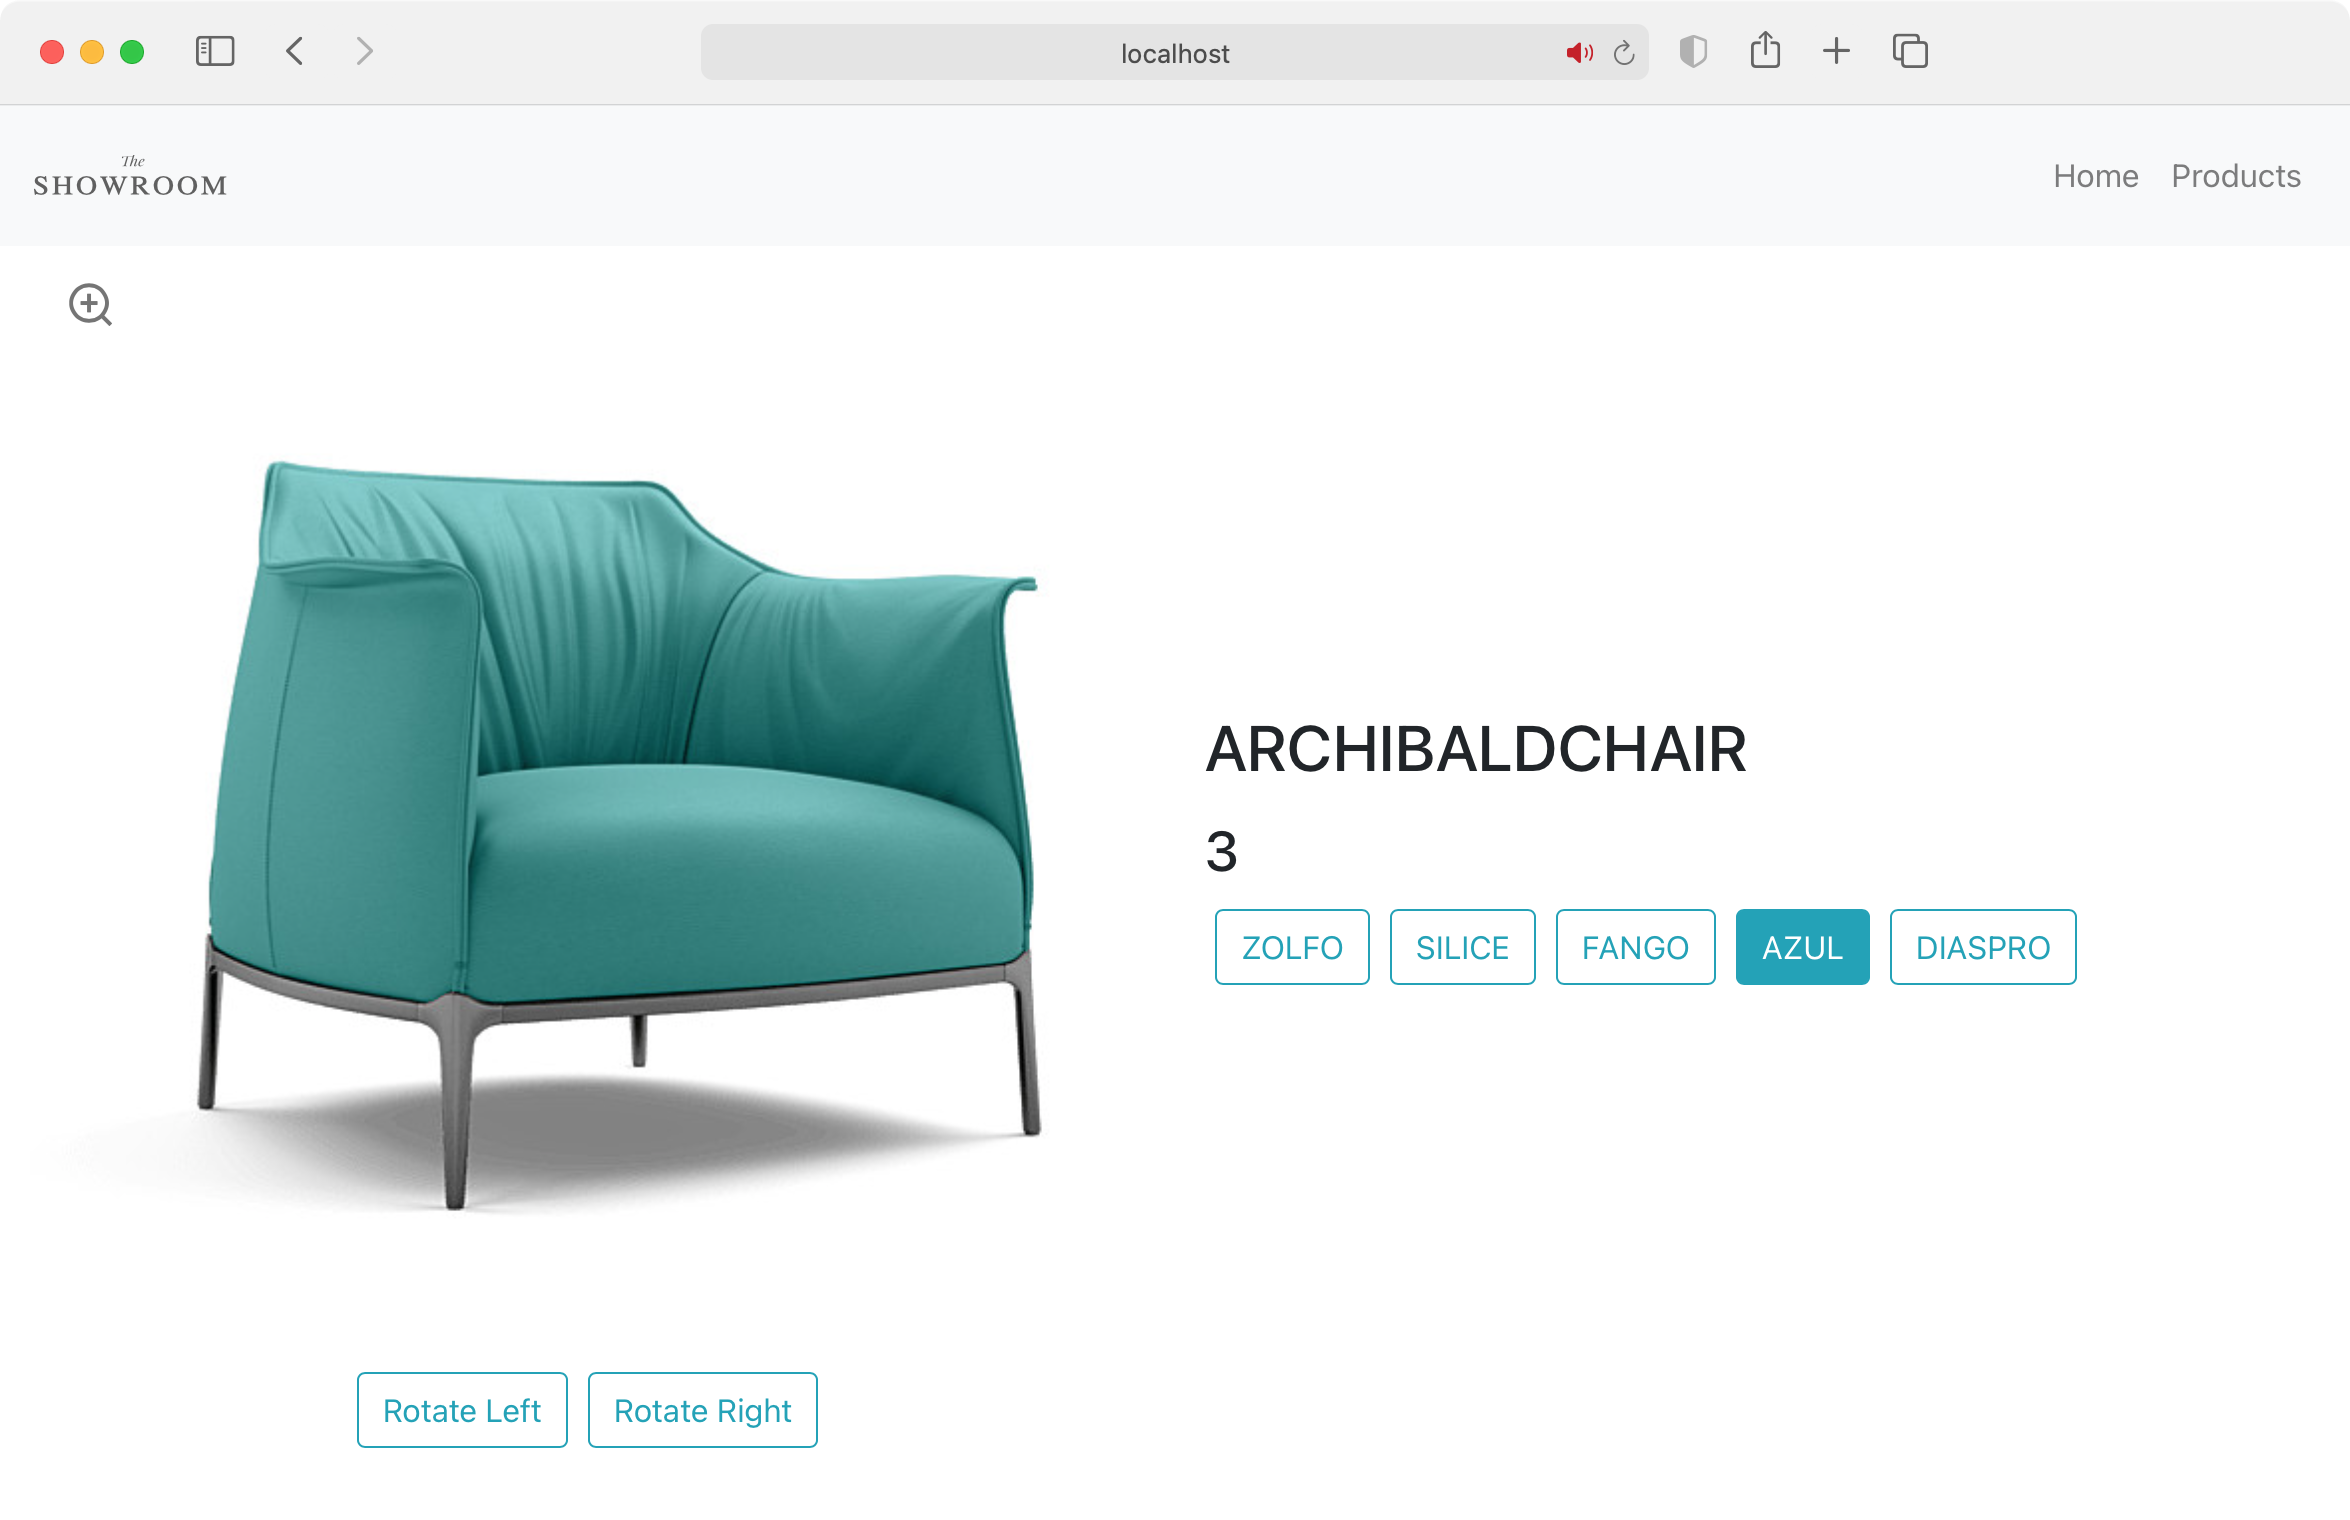 localhost
The
SHOWROOM
Home Products
ARCHIBALDCHAIR
3
ZOLFO SILICE FANGO AZUL DIASPRO
Rotate Left Rotate Right